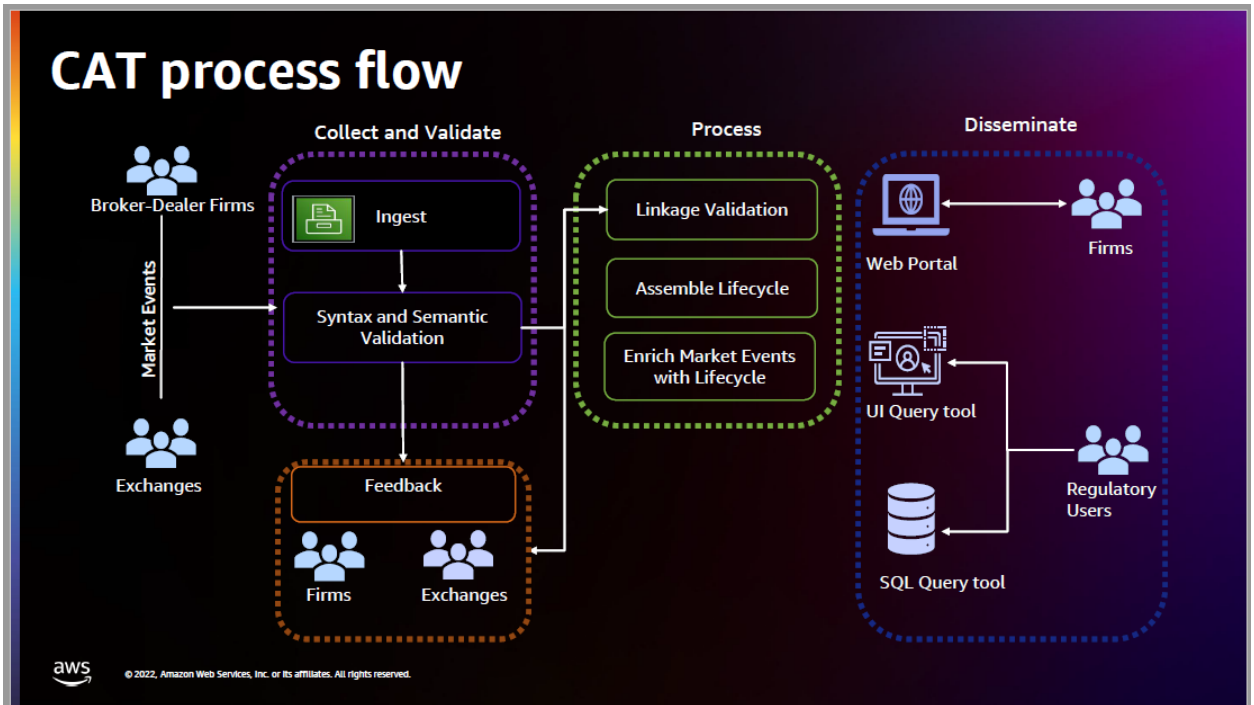 CAT process flow
Collect and Validate
Process
Disseminate
Broker-Dealer Firms
Market Events
Exchanges
Ingest
Syntax and Semantic
Validation
Feedback
Firms
Exchanges
Linkage Validation
Assemble Lifecycle
Enrich Market Events
with Lifecycle
Web Portal
Firms
UI Query tool
Regulatory
Users
SQL Query tool
aws
© 2022, Amazon Web Services, Inc. or its affiliates. All rights reserved.